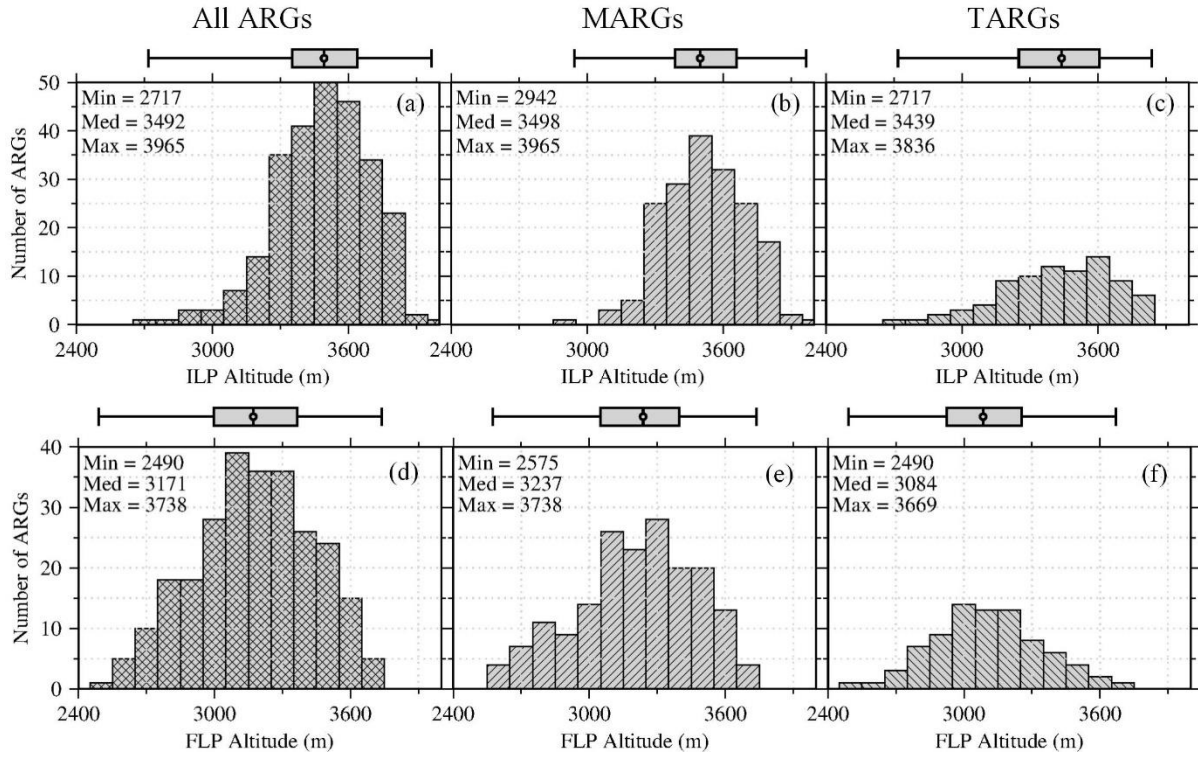 All ARGs
MARGs
TARGs
50
40
30
20
10
0
Number of ARGs
Min = 2717
Med = 3492
Max = 3965
(a)
2400
3000
3600
ILP Altitude (m)
Min = 2942
Med = 3498
Max = 3965
(b)
2400
3000
3600
ILP Altitude (m)
Min = 2717
Med = 3439
Max = 3836
(c)
2400
3000
3600
ILP Altitude (m)
40
30
20
10
0
Number of ARGs
Min = 2490
Med = 3171
Max = 3738
(d)
2400
3000
3600
FLP Altitude (m)
Min = 2575
Med = 3237
Max = 3738
(e)
2400
3000
3600
FLP Altitude (m)
Min = 2490
Med = 3084
Max = 3669
(f)
2400
3000
3600
FLP Altitude (m)